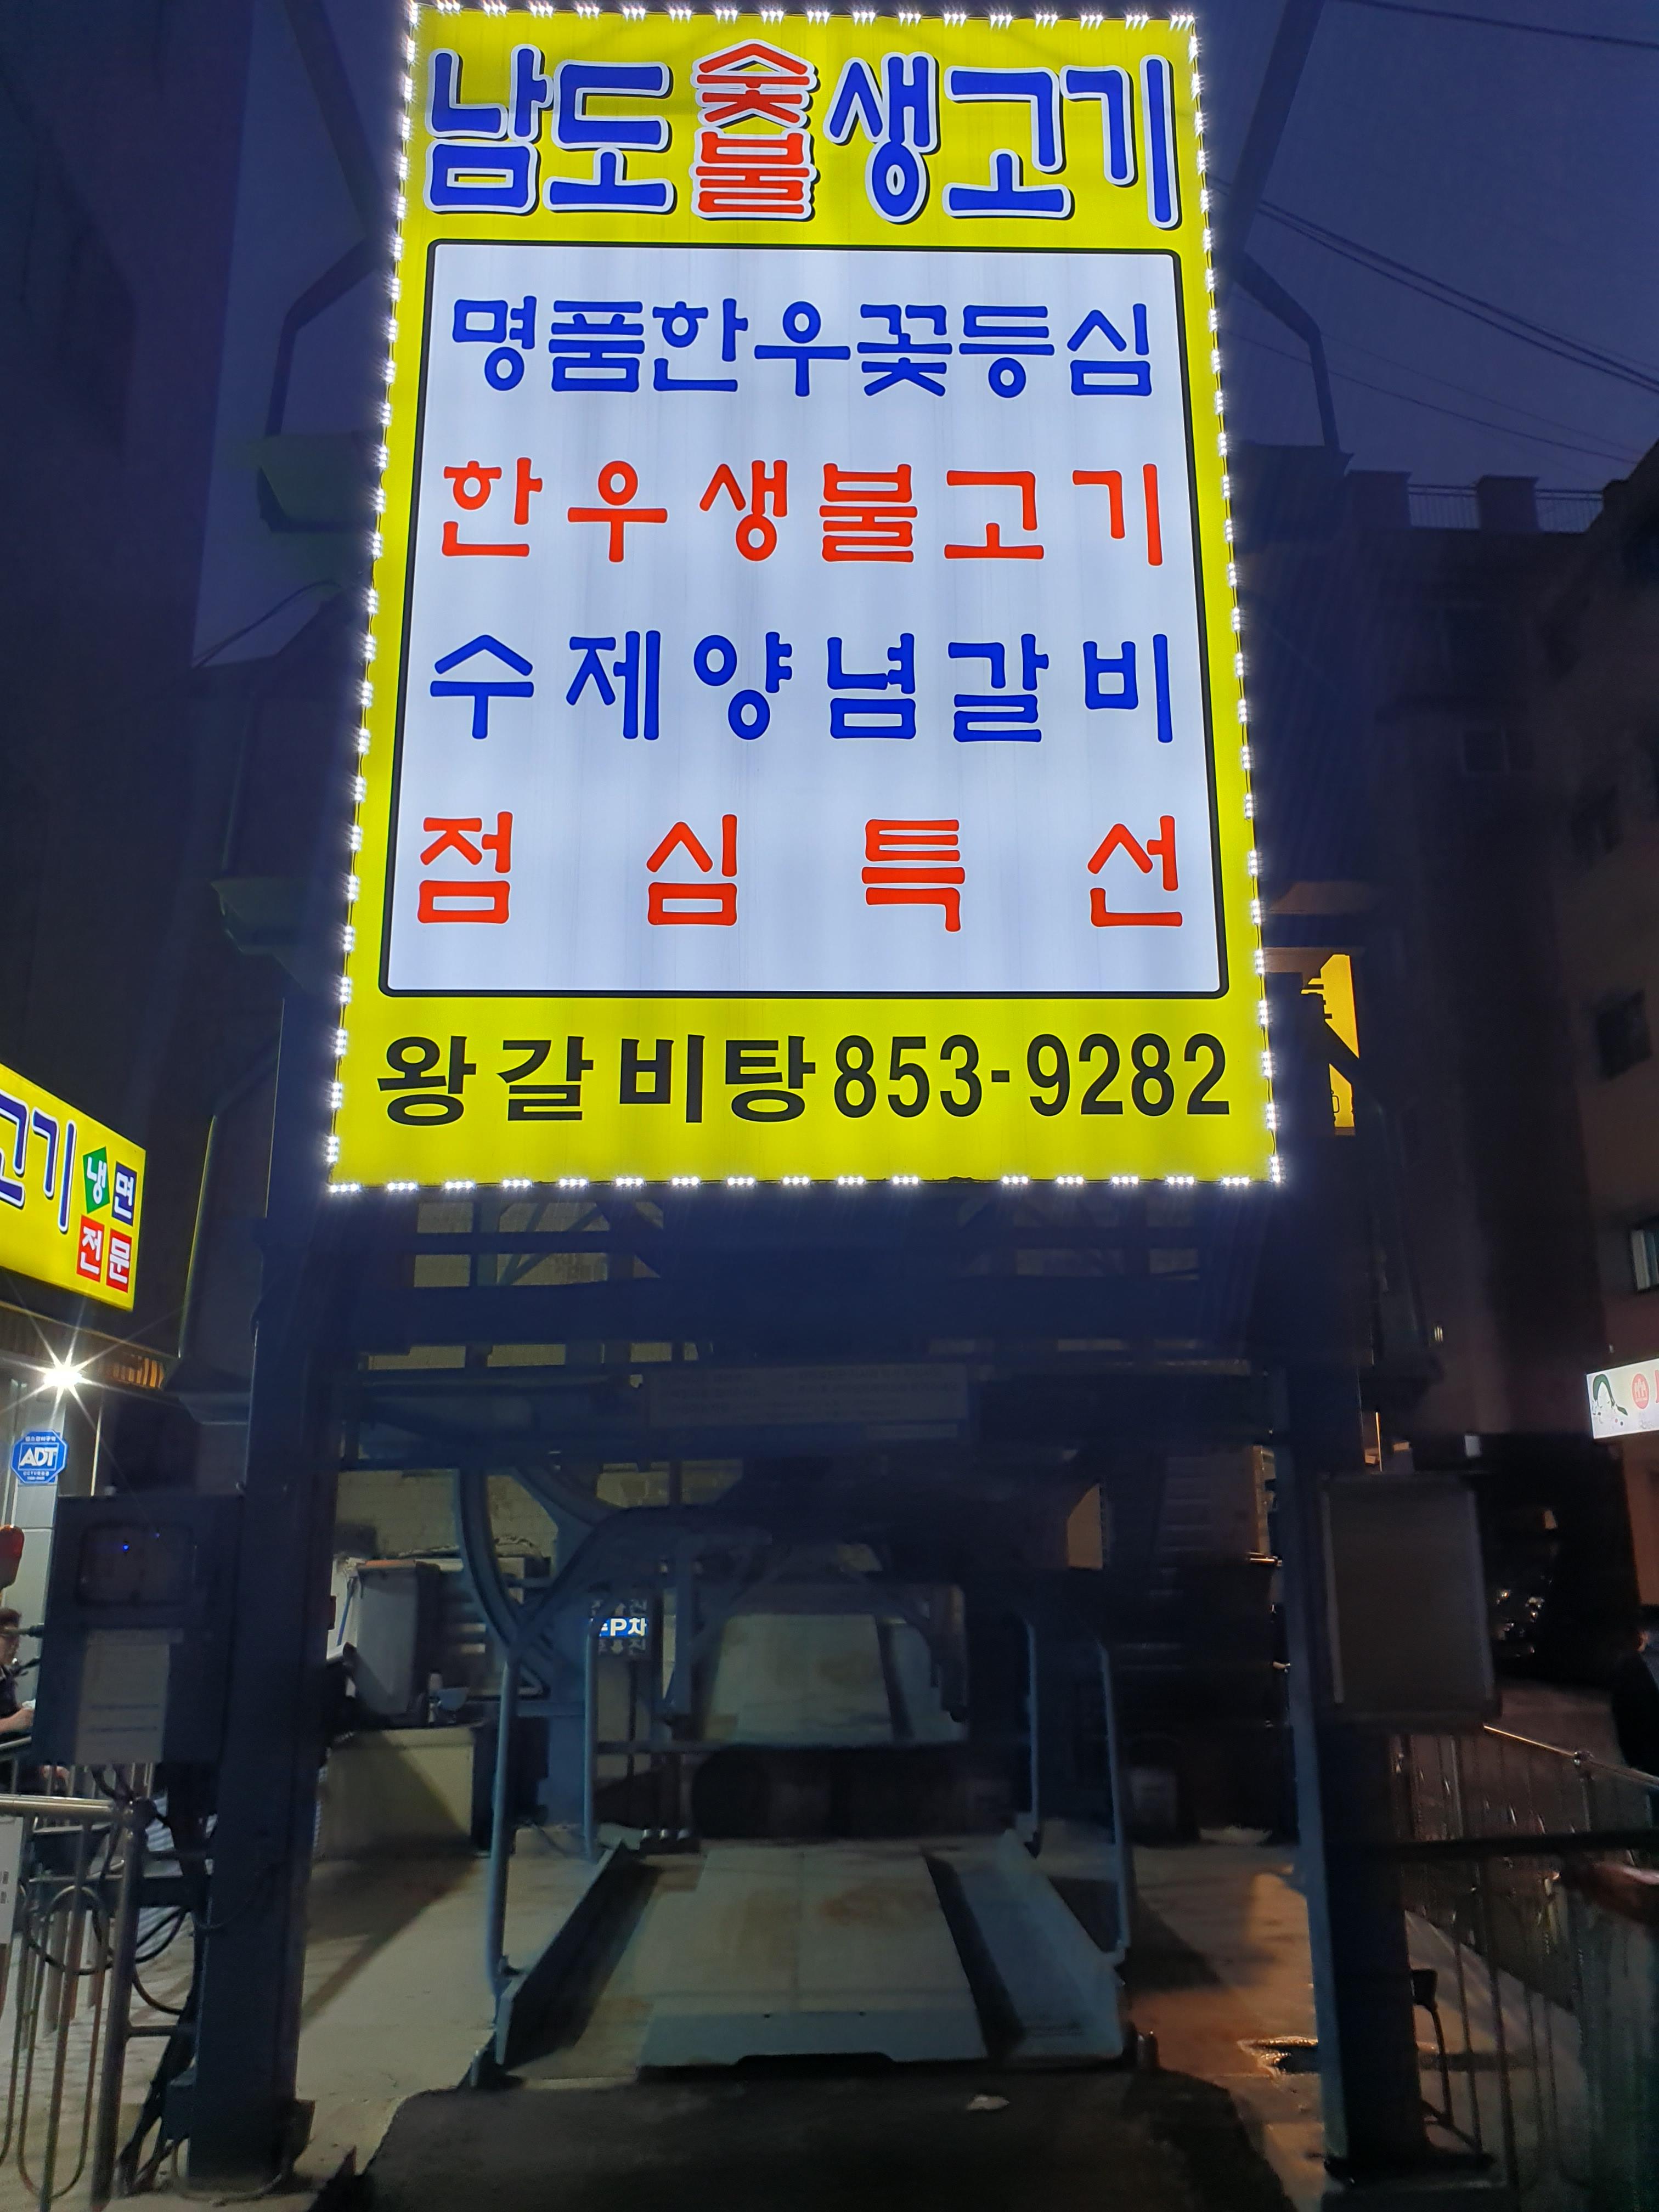 남도숯불생고기
명품한우꽃등심
한우생불고기
수제양념갈비
점심특선
왕갈비탕853-9282
고기 냉면
전문
ADT
P차